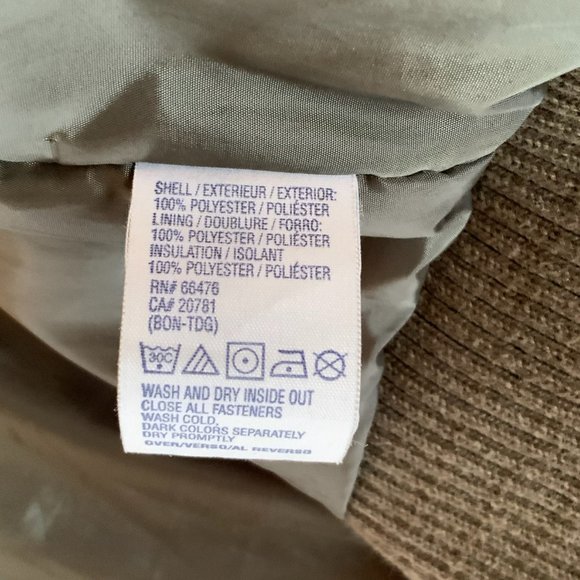 SHELL / EXTERIEUR / EXTERIOR:
100% POLYESTER / POLIÉSTER
LINING / DOUBLURE / FORRO:
100% POLYESTER / POLIÉSTER
INSULATION / ISOLANT
100% POLYESTER / POLIÉSTER
RN# 66476
CA# 20781
(BON-TDG)
30C
WASH AND DRY INSIDE OUT
CLOSE ALL FASTENERS
WASH COLD,
DARK COLORS SEPARATELY
DRY PROMPTLY
OVER/VERSO/AL REVERSO